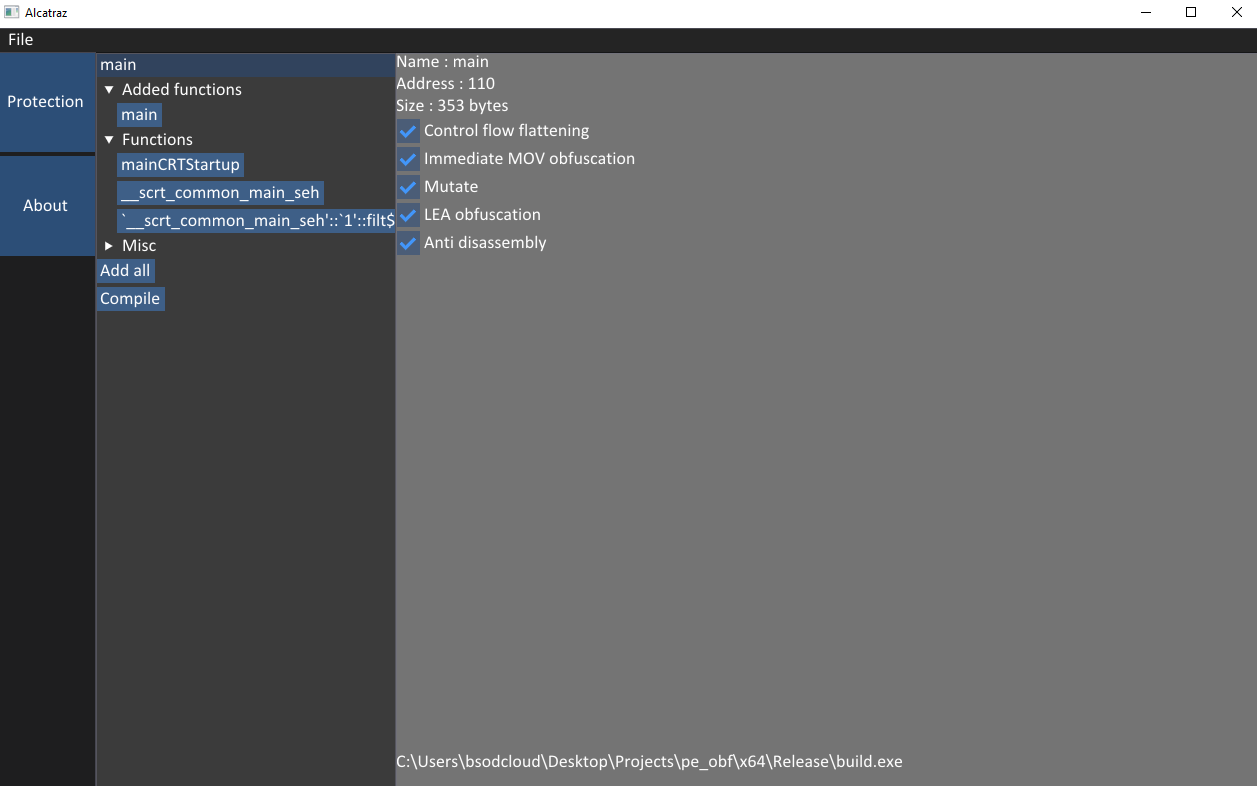 Alcatraz
File
Protection
About
main
Added functions
main
Functions
mainCRTStartup
__scrt_common_main_seh
`__scrt_common_main_seh'::`1'::filt$
Misc
Add all
Compile
Name : main
Address : 110
Size : 353 bytes
Control flow flattening
Immediate MOV obfuscation
Mutate
LEA obfuscation
Anti disassembly
C:\Users\bsodcloud\Desktop\Projects\pe_obf\x64\Release\build.exe